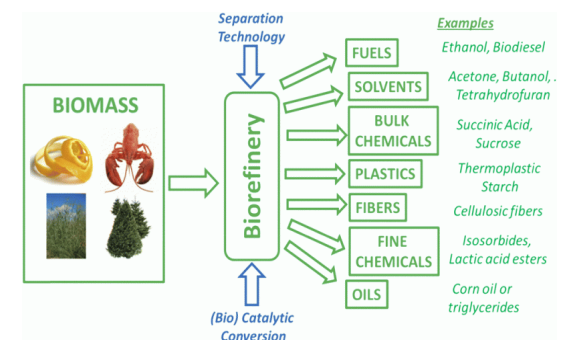 Separation
Technology
Examples
BIOMASS
Biorefinery
FUELS
Ethanol, Biodiesel
SOLVENTS
Acetone, Butanol, .
Tetrahydrofuran
BULK
CHEMICALS
Succinic Acid,
Sucrose
PLASTICS
Thermoplastic
Starch
FIBERS
Cellulosic fibers
FINE
CHEMICALS
Isosorbides,
Lactic acid esters
OILS
Corn oil or
triglycerides
(Bio) Catalytic
Conversion